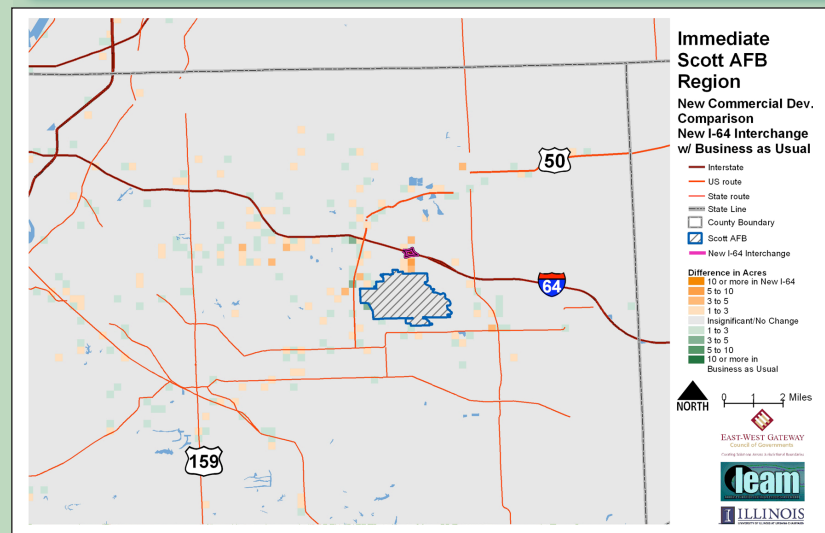 Immediate
Scott AFB
Region
New Commercial Dev.
Comparison
New I-64 Interchange
w/ Business as Usual
Interstate
US route
State route
State Line
County Boundary
Scott AFB
New I-64 Interchange
Difference in Acres
10 or more in New I-64
5 to 10
3 to 5
1 to 3
Insignificant/No Change
1 to 3
3 to 5
5 to 10
10 or more in
Business as Usual
NORTH
0 1 2 Miles
EAST-WEST GATEWAY
Council of Governments
leam
ILLINOIS
50
64
159